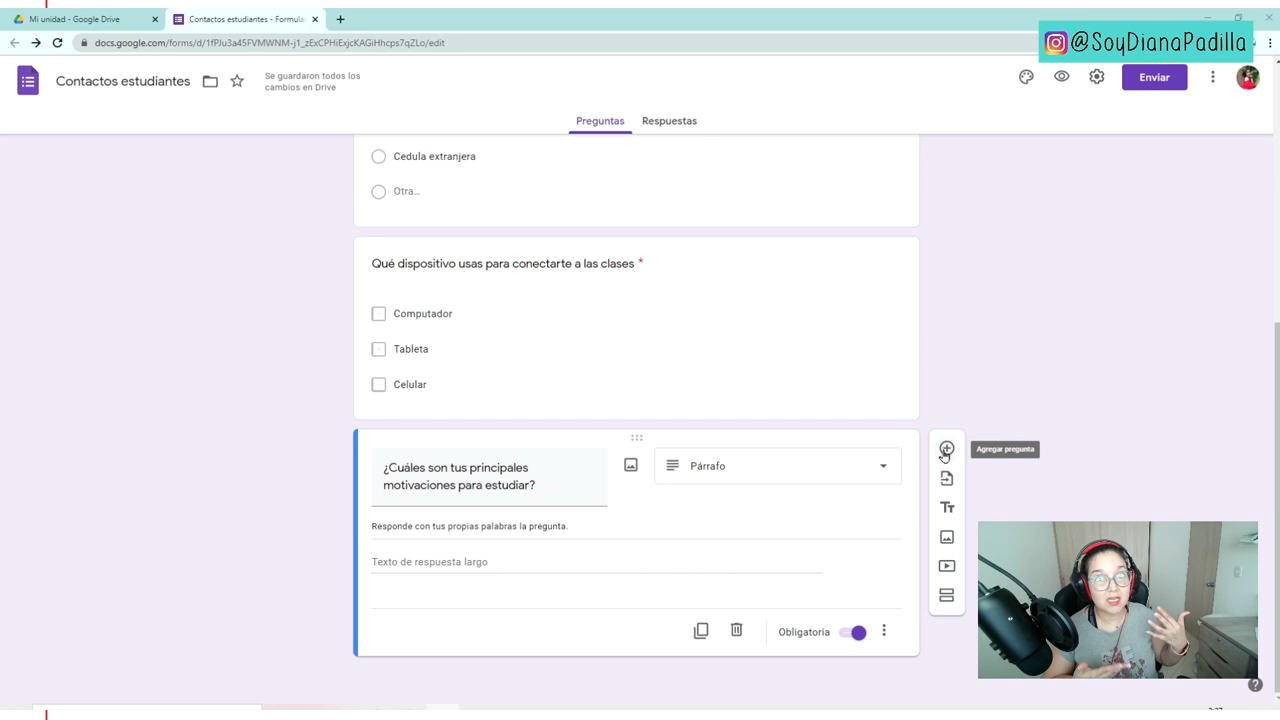 Mi unidad - Google Drive
Contactos estudiantes - Formula
docs.google.com/forms/d/1fPJu3a45FVMWNM-j1_zExCPHiExjcKAGiHhcps7qZLo/edit
@SoyDianaPadilla
Contactos estudiantes
Se guardaron todos los
cambios en Drive
Enviar
Preguntas
Respuestas
Cedula extranjera
Otra...
Qué dispositivo usas para conectarte a las clases *
Computador
Tableta
Celular
Agregar pregunta
¿Cuáles son tus principales
motivaciones para estudiar?
Párrafo
Responde con tus propias palabras la pregunta.
Texto de respuesta largo
Obligatoria